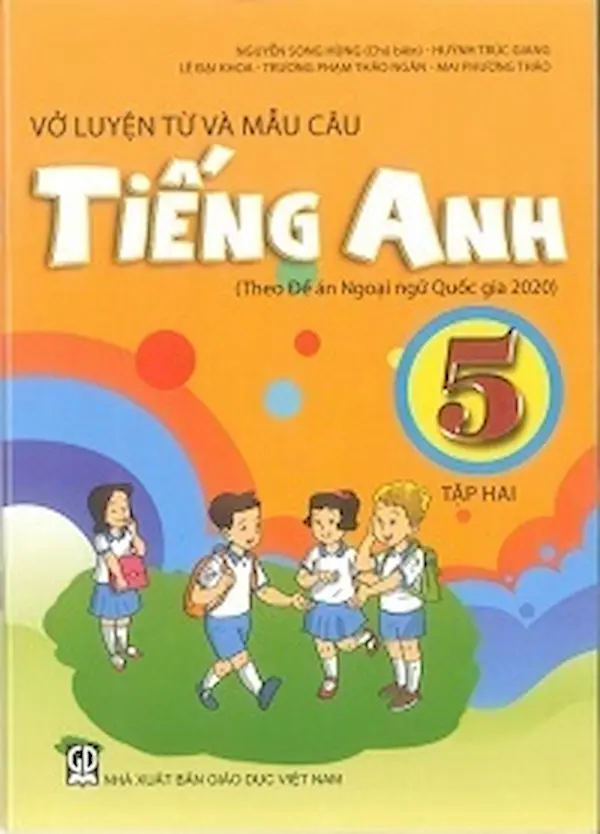 NGUYỄN SONG HÙNG (Chủ biên) - HUỲNH TRÚC GIANG
LÊ ĐẠI KHOA - TRƯƠNG PHẠM THẢO NGÂN - MAI PHƯƠNG THẢO
VỞ LUYỆN TỪ VÀ MẪU CÂU
TIẾNG ANH
(Theo Đề án Ngoại ngữ Quốc gia 2020)
5
TẬP HAI
GD
NHÀ XUẤT BẢN GIÁO DỤC VIỆT NAM